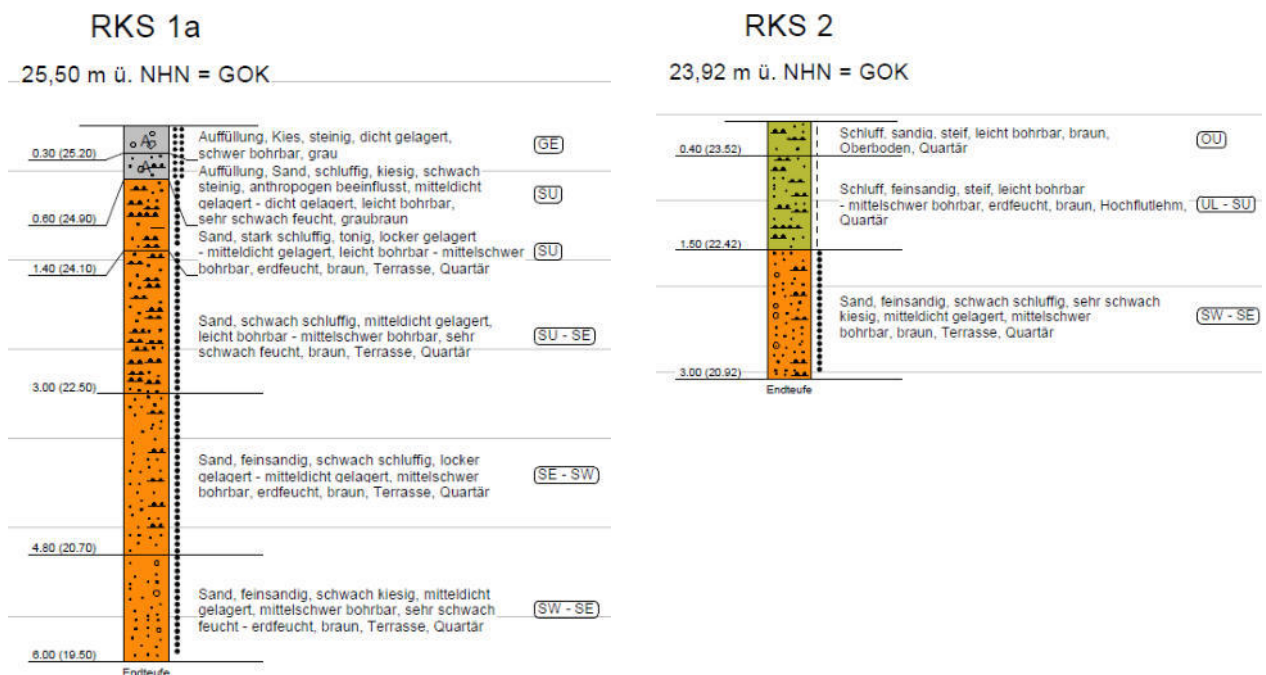 RKS 1a
25,50 m ü. NHN = GOK
A
0.30 (25.20)
Auffüllung, Kies, steinig, dicht gelagert,
schwer bohrbar, grau
GE
A
0.60 (24.90)
Auffüllung, Sand, schluffig, kiesig, schwach
steinig, anthropogen beeinflusst, mitteldicht
gelagert - dicht gelagert, leicht bohrbar,
sehr schwach feucht, graubraun
SU
1.40 (24.10)
Sand, stark schluffig, tonig, locker gelagert
- mitteldicht gelagert, leicht bohrbar - mittelschwer
bohrbar, erdfeucht, braun, Terrasse, Quartär
SU
Sand, schwach schluffig, mitteldicht gelagert,
leicht bohrbar - mittelschwer bohrbar, sehr
schwach feucht, braun, Terrasse, Quartär
SU - SE
3.00 (22.50)
Sand, feinsandig, schwach schluffig, locker
gelagert - mitteldicht gelagert, mittelschwer
bohrbar, erdfeucht, braun, Terrasse, Quartär
SE - SW
4.80 (20.70)
Sand, feinsandig, schwach kiesig, mitteldicht
gelagert, mittelschwer bohrbar, sehr schwach
feucht - erdfeucht, braun, Terrasse, Quartär
SW - SE
6.00 (19.50)
Endteufe
RKS 2
23,92 m ü. NHN = GOK
0.40 (23.52)
Schluff, sandig, steif, leicht bohrbar, braun,
Oberboden, Quartär
OU
Schluff, feinsandig, steif, leicht bohrbar
- mittelschwer bohrbar, erdfeucht, braun, Hochflutlehm,
Quartär
UL - SU
1.50 (22.42)
Sand, feinsandig, schwach schluffig, sehr schwach
kiesig, mitteldicht gelagert, mittelschwer
bohrbar, braun, Terrasse, Quartär
SW - SE
3.00 (20.92)
Endteufe